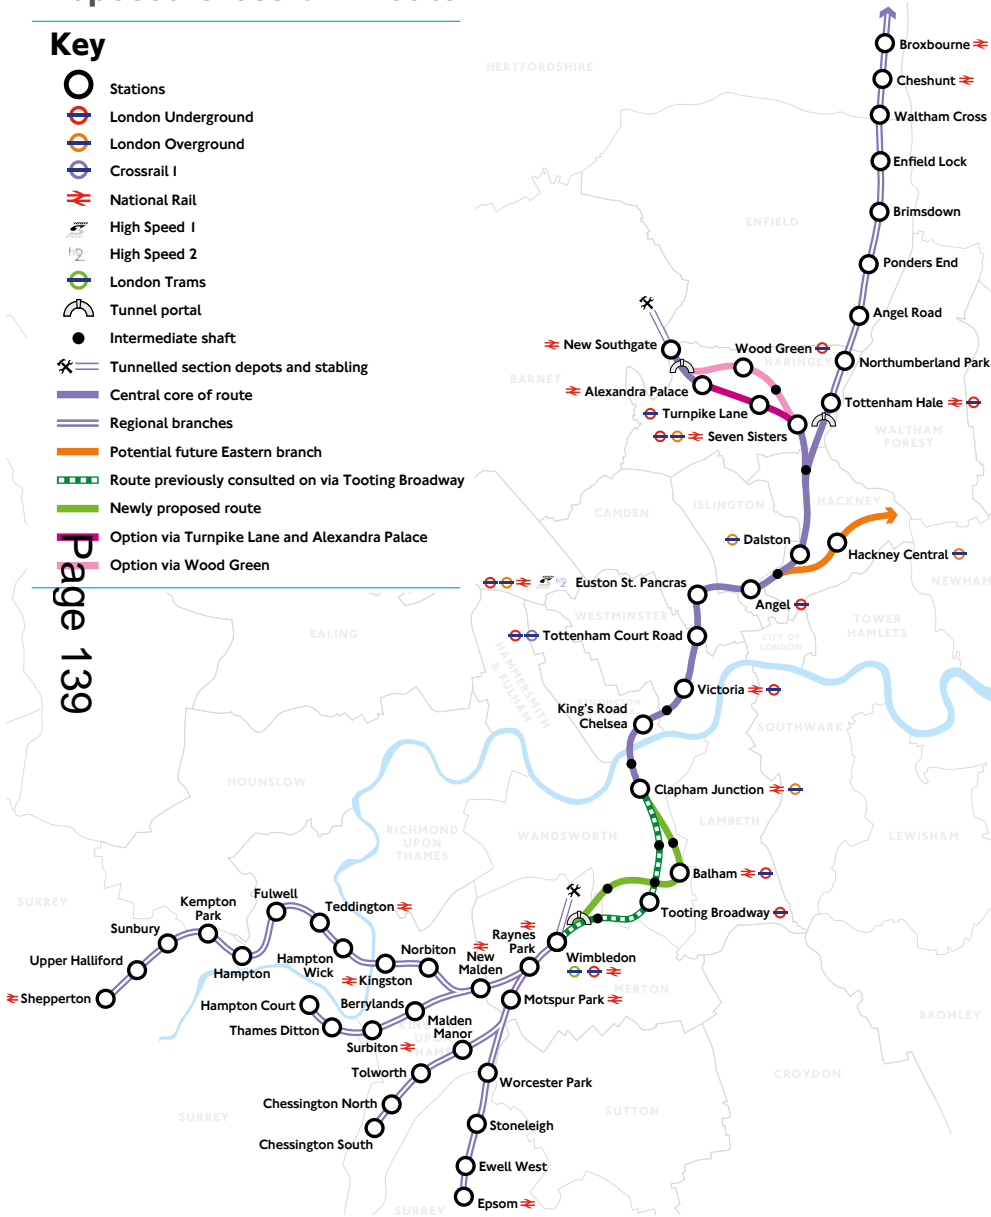 Key
Stations
London Underground
London Overground
Crossrail 1
National Rail
High Speed 1
High Speed 2
London Trams
Tunnel portal
Intermediate shaft
Tunnelled section depots and stabling
Central core of route
Regional branches
Potential future Eastern branch
Route previously consulted on via Tooting Broadway
Newly proposed route
Option via Turnpike Lane and Alexandra Palace
Option via Wood Green
Page 139
HERTFORDSHIRE
Broxbourne
Cheshunt
Waltham Cross
Enfield Lock
Brimsdown
ENFIELD
Ponders End
Angel Road
New Southgate
Wood Green
HARINGEY
Northumberland Park
BARNET
Alexandra Palace
Tottenham Hale
Turnpike Lane
Seven Sisters
WALTHAM
FOREST
ISLINGTON
HACKNEY
CAMDEN
Dalston
Hackney Central
Euston St. Pancras
NEWHAM
Angel
WESTMINSTER
TOWER
HAMLETS
EALING
Tottenham Court Road
CITY OF
LONDON
HAMMERSMITH
& FULHAM
Victoria
King's Road
Chelsea
SOUTHWARK
HOUNSLOW
Clapham Junction
RICHMOND
UPON
THAMES
WANDSWORTH
LAMBETH
LEWISHAM
Balham
SURREY
Tooting Broadway
Fulwell
Teddington
Kempton
Park
Sunbury
Raynes
Park
Wimbledon
Upper Halliford
Hampton
Hampton
Wick
Norbiton
New
Malden
Kingston
Shepperton
MERTON
Hampton Court
Berrylands
Motspur Park
Thames Ditton
Malden
Manor
BROMLEY
Surbiton
Tolworth
Worcester Park
CROYDON
Chessington North
SURREY
SUTTON
Stoneleigh
Chessington South
Ewell West
Epsom
SURREY